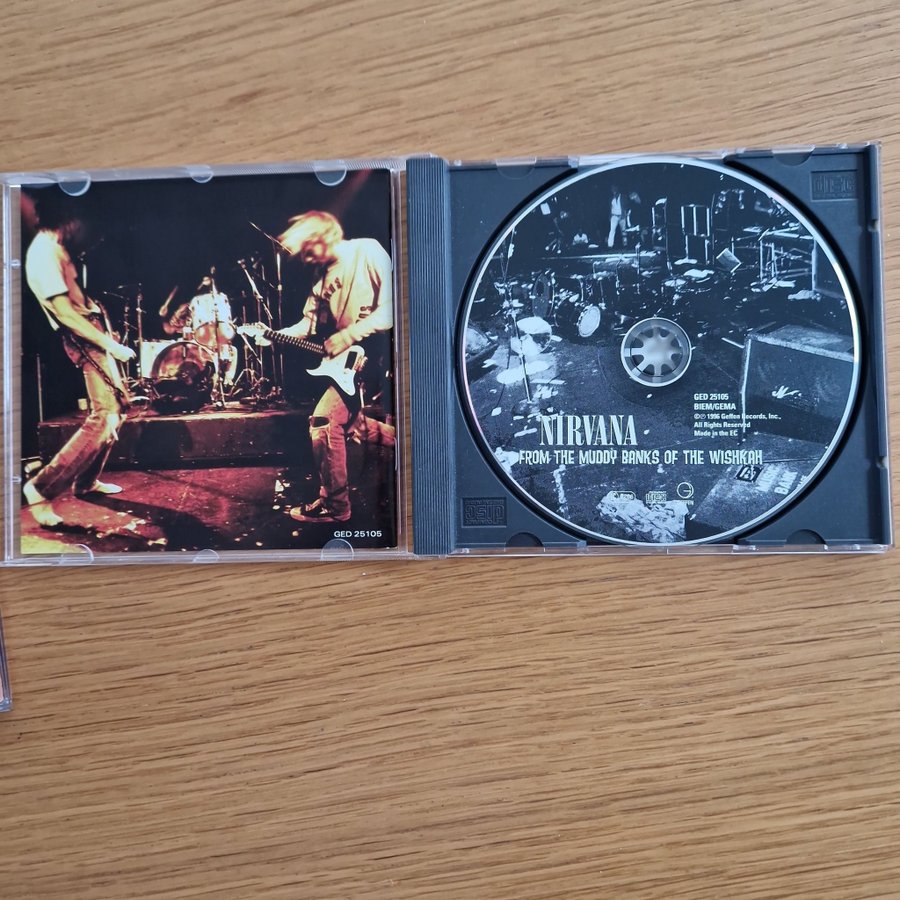 GED 25105
GED 25105
BIEM/GEMA
©℗ 1996 Geffen Records, Inc.,
All Rights Reserved
Made in the EC
NIRVANA
FROM THE MUDDY BANKS OF THE WISHKAH